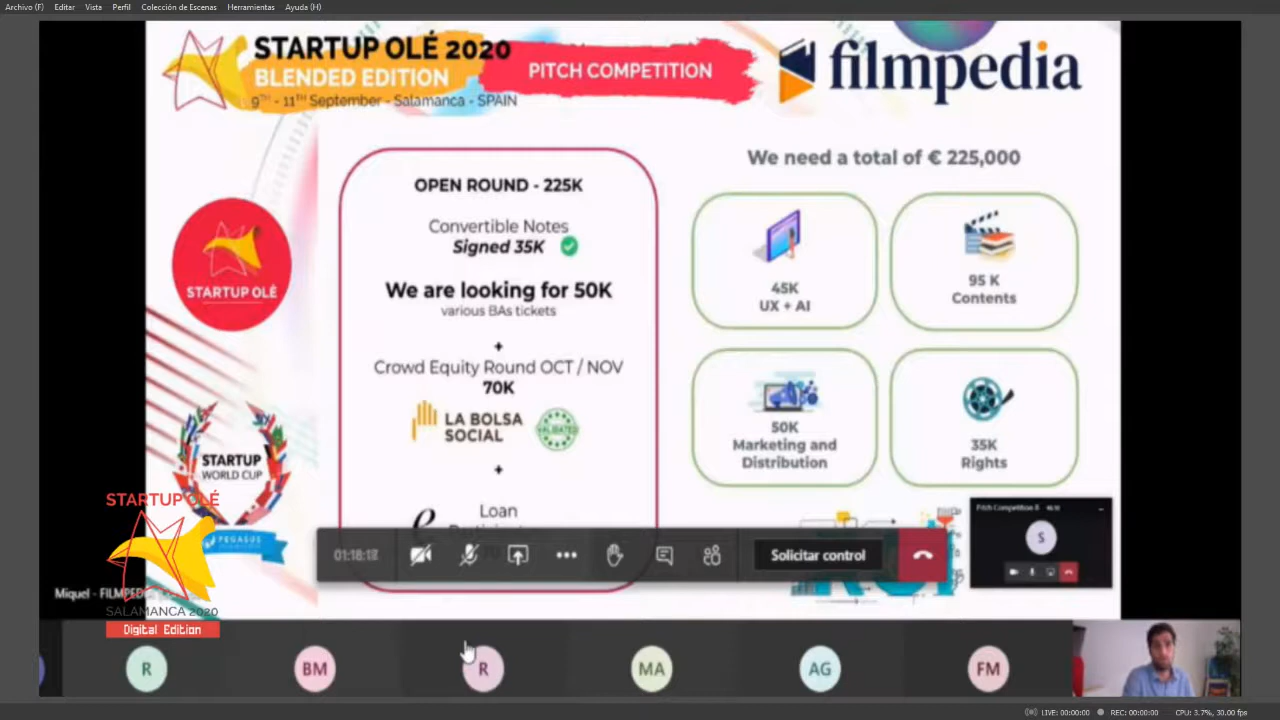 Archivo (F) Editar Vista Perfil Colección de Escenas Herramientas Ayuda (H)
STARTUP OLÉ 2020
BLENDED EDITION
9TH - 11TH September - Salamanca - SPAIN
PITCH COMPETITION
filmpedia
STARTUP OLÉ
OPEN ROUND - 225K
Convertible Notes
Signed 35K
We are looking for 50K
various BAs tickets
+
Crowd Equity Round OCT / NOV
70K
LA BOLSA
SOCIAL
VALIDATED
+
Loan
We need a total of € 225,000
45K
UX + AI
95 K
Contents
50K
Marketing and
Distribution
35K
Rights
STARTUP
WORLD CUP
PEGASUS
STARTUP OLÉ
SALAMANCA 2020
Digital Edition
Miquel - FILMPEDIA
01:18:18
Solicitar control
Pitch Competition 8
S
R
BM
R
MA
AG
FM
LIVE: 00:00:00 REC: 00:00:00 CPU: 3.7%, 30.00 fps